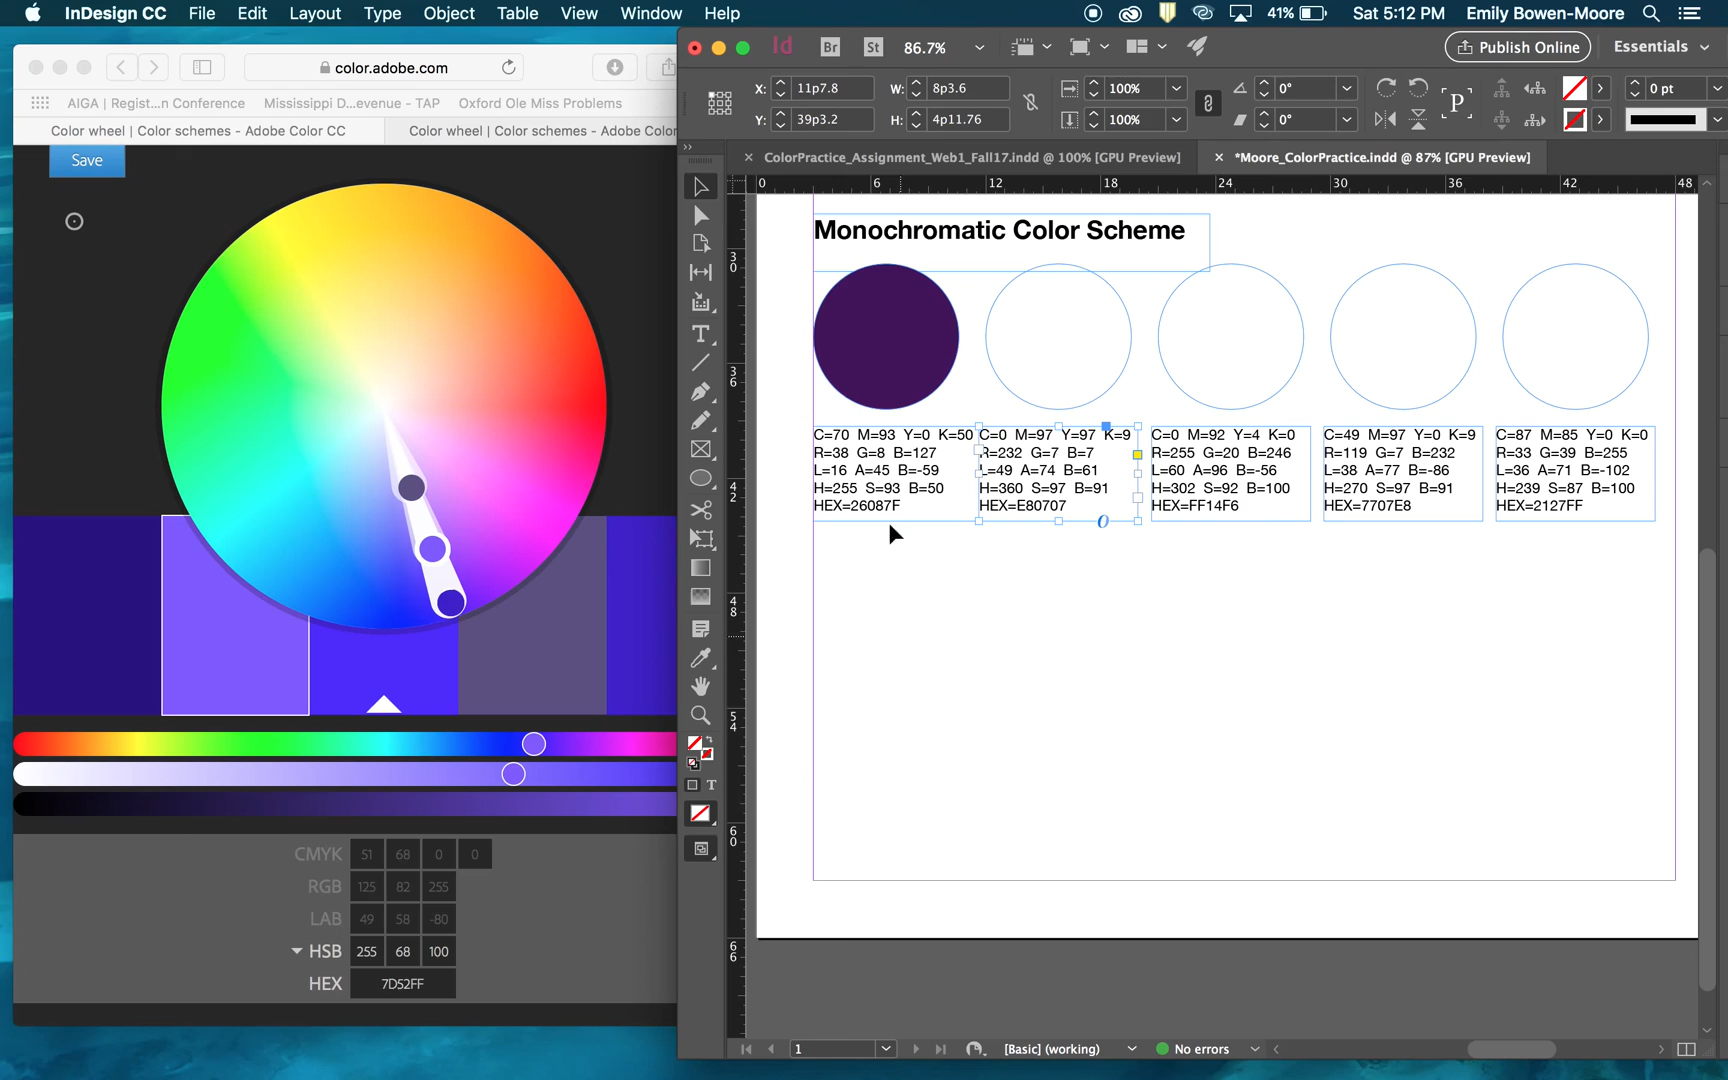 InDesign CC File Edit Layout Type Object Table View Window Help 41% Sat 5:12 PM Emily Bowen-Moore
color.adobe.com
AIGA | Regist...n Conference Mississippi D...evenue - TAP Oxford Ole Miss Problems
Color wheel | Color schemes - Adobe Color CC Color wheel | Color schemes - Adobe Color
Save
CMYK 51 68 0 0
RGB 125 82 255
LAB 49 58 -80
HSB 255 68 100
HEX 7D52FF
Id Br St 86.7% Publish Online Essentials
X: 11p7.8 W: 8p3.6 100% 0° 0 pt
Y: 39p3.2 H: 4p11.76 100% 0°
P
ColorPractice_Assignment_Web1_Fall17.indd @ 100% [GPU Preview] *Moore_ColorPractice.indd @ 87% [GPU Preview]
0 6 12 18 24 30 36 42 48
30
36
42
48
54
60
66
Monochromatic Color Scheme
C=70 M=93 Y=0 K=50
R=38 G=8 B=127
L=16 A=45 B=-59
H=255 S=93 B=50
HEX=26087F
C=0 M=97 Y=97 K=9
R=232 G=7 B=7
L=49 A=74 B=61
H=360 S=97 B=91
HEX=E80707
C=0 M=92 Y=4 K=0
R=255 G=20 B=246
L=60 A=96 B=-56
H=302 S=92 B=100
HEX=FF14F6
C=49 M=97 Y=0 K=9
R=119 G=7 B=232
L=38 A=77 B=-86
H=270 S=97 B=91
HEX=7707E8
C=87 M=85 Y=0 K=0
R=33 G=39 B=255
L=36 A=71 B=-102
H=239 S=87 B=100
HEX=2127FF
1 [Basic] (working) No errors